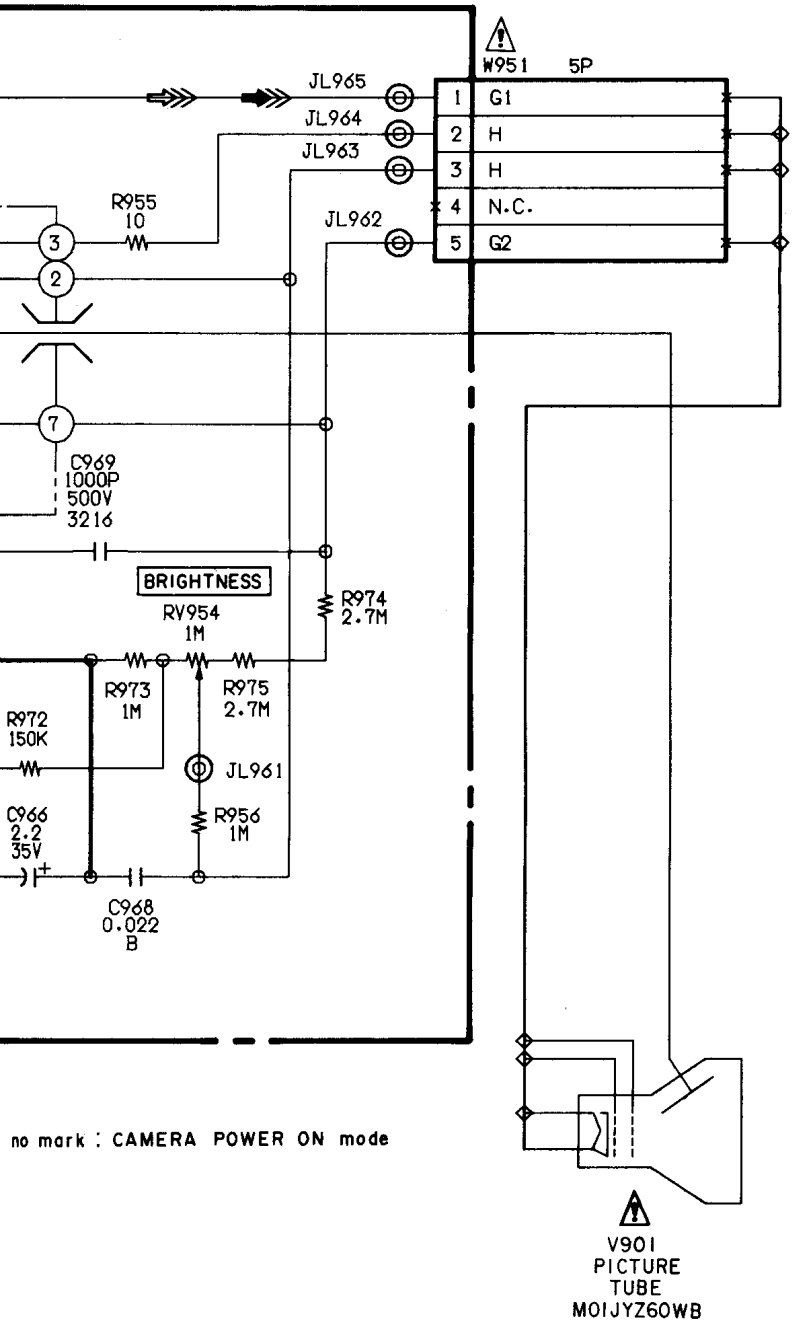 W951 5P
JL965
1 G1
JL964
2 H
JL963
3 H
4 N.C.
JL962
5 G2
R955
10
3
2
7
C969
1000P
500V
3216
BRIGHTNESS
RV954
1M
R974
2.7M
R973
1M
R975
2.7M
R972
150K
JL961
C966
2.2
35V
+
R956
1M
C968
0.022
B
no mark : CAMERA POWER ON mode
V901
PICTURE
TUBE
M01JYZ60WB